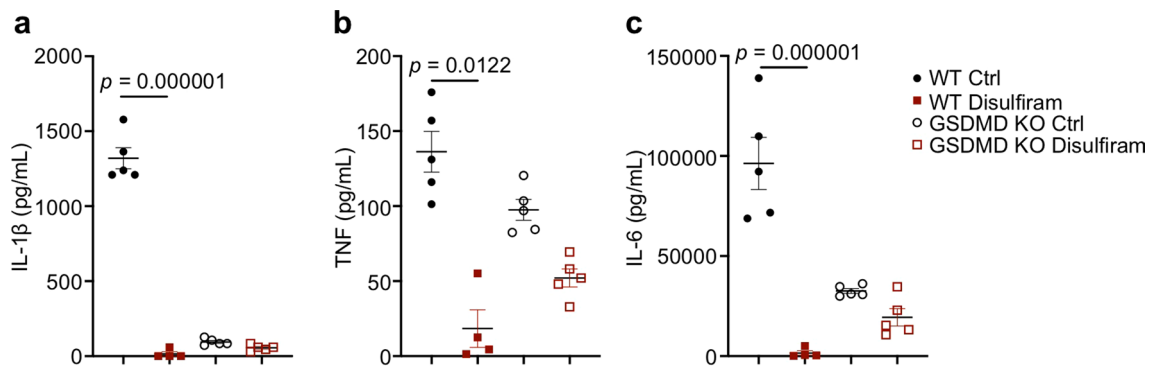 a
IL-1β (pg/mL)
2000
1500
1000
500
0
p = 0.000001
b
TNF (pg/mL)
200
150
100
50
0
p = 0.0122
c
IL-6 (pg/mL)
150000
100000
50000
0
p = 0.000001
WT Ctrl
WT Disulfiram
GSDMD KO Ctrl
GSDMD KO Disulfiram